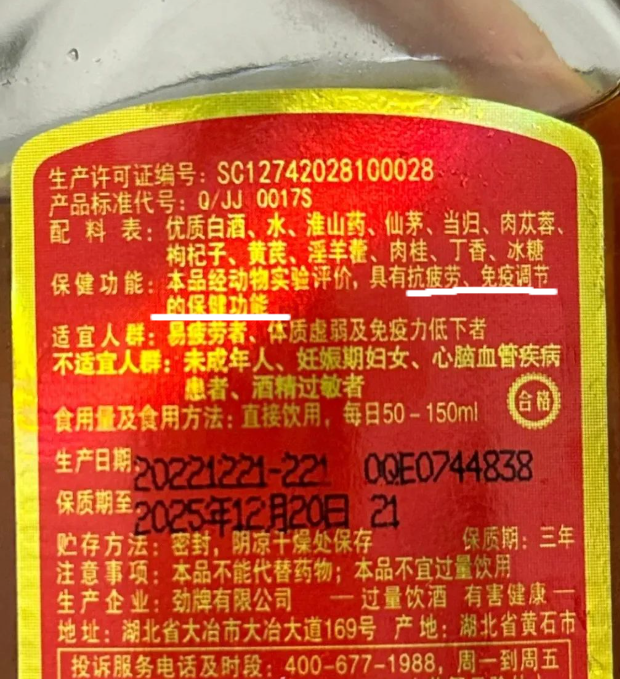 生产许可证编号：SC12742028100028
产品标准代号：Q/JJ 0017S
配料表：优质白酒、水、淮山药、仙茅、当归、肉苁蓉、
枸杞子、黄芪、淫羊藿、肉桂、丁香、冰糖
保健功能：本品经动物实验评价，具有抗疲劳、免疫调节
的保健功能
适宜人群：易疲劳者、体质虚弱及免疫力低下者
不适宜人群：未成年人、妊娠期妇女、心脑血管疾病
患者、酒精过敏者
合格
食用量及食用方法：直接饮用，每日50－150ml
生产日期：20221221-221 0QE0744838
保质期至 2025年12月20日 21
贮存方法：密封，阴凉干燥处保存 保质期：三年
注意事项：本品不能代替药物；本品不宜过量饮用
生产企业：劲牌有限公司 —过量饮酒 有害健康—
地址：湖北省大冶市大冶大道169号 产地：湖北省黄石市
投诉服务电话及时段：400-677-1988，周一到周五